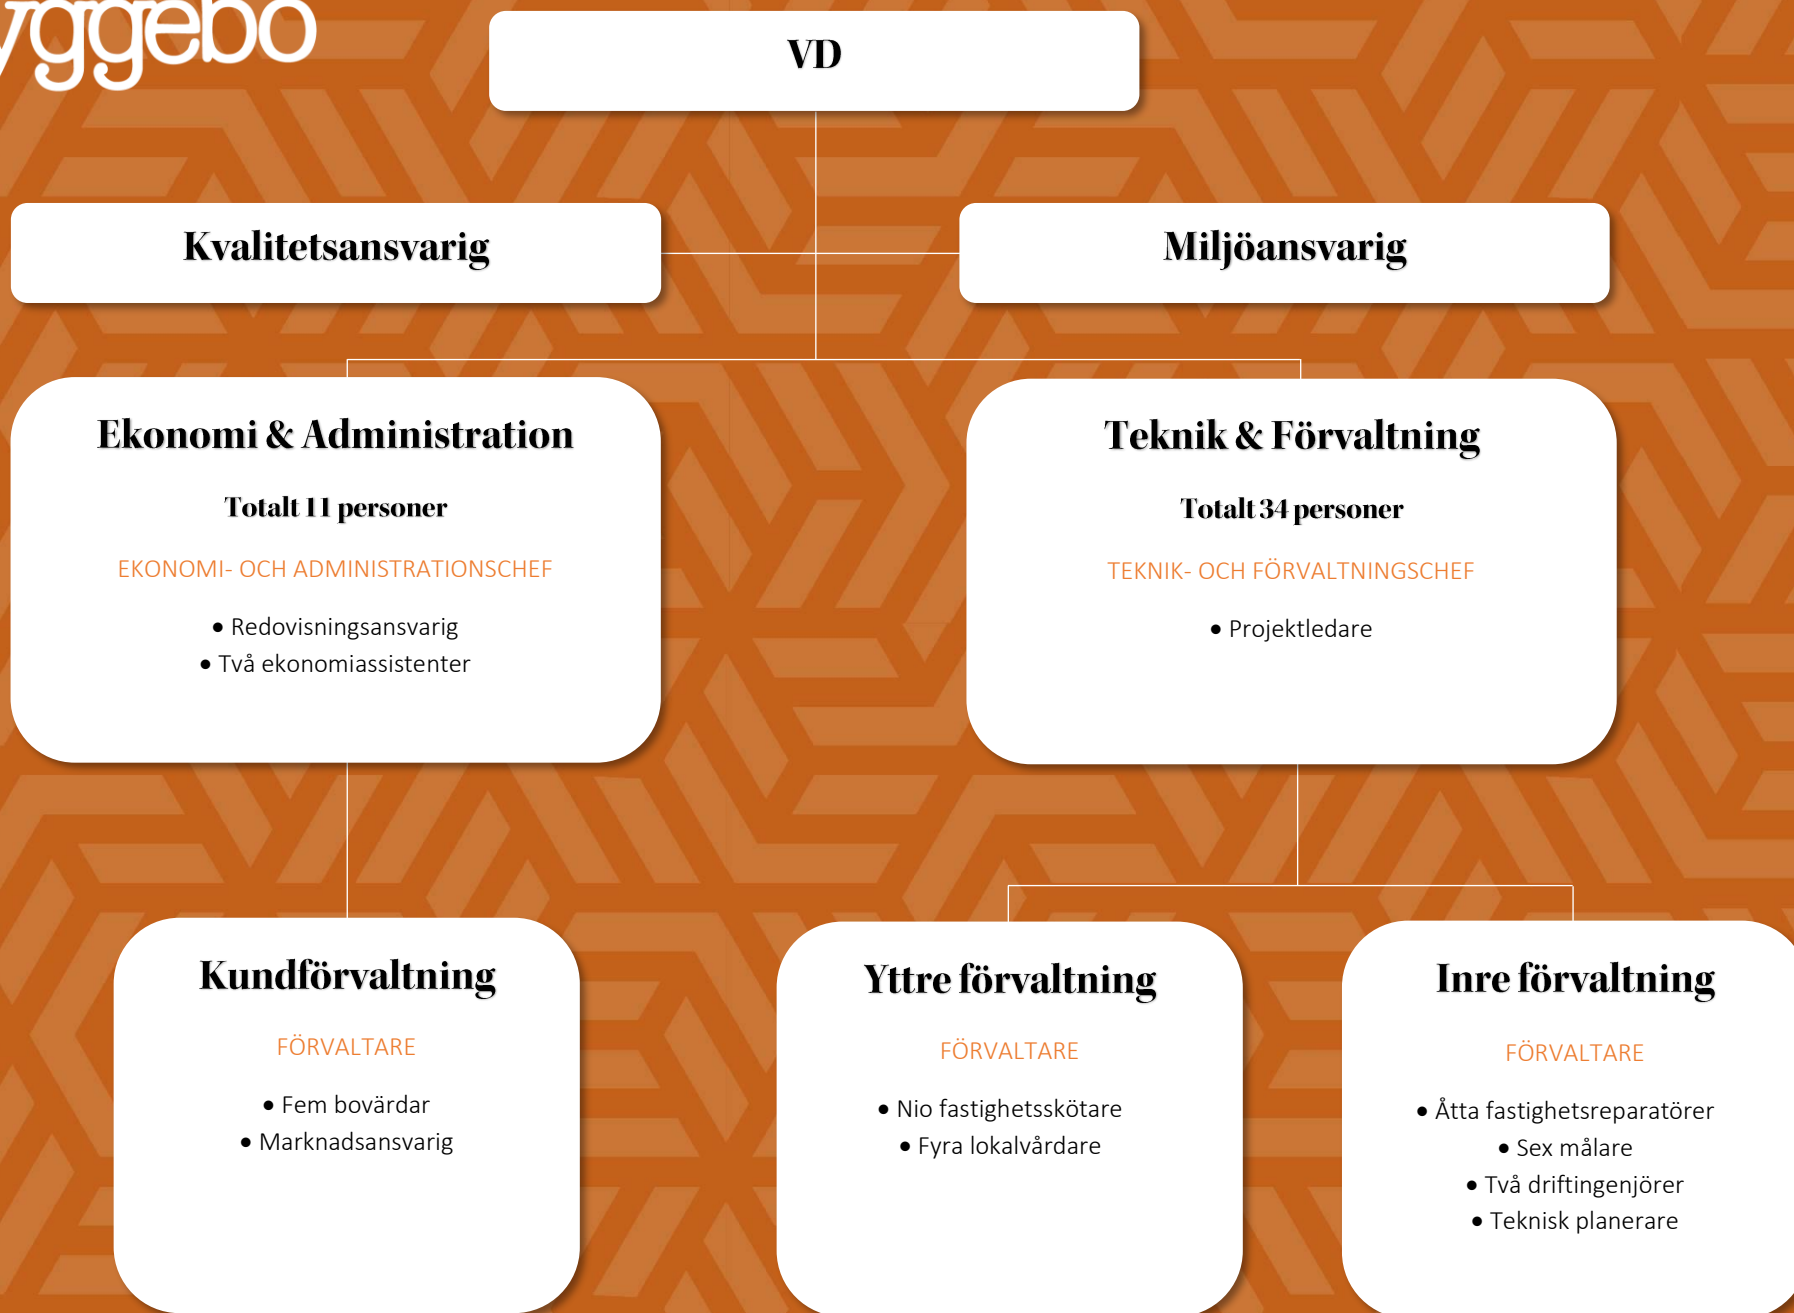 yggebo
VD
Kvalitetsansvarig
Miljöansvarig
Ekonomi & Administration
Totalt 11 personer
EKONOMI- OCH ADMINISTRATIONSCHEF
• Redovisningsansvarig
• Två ekonomiassistenter
Teknik & Förvaltning
Totalt 34 personer
TEKNIK- OCH FÖRVALTNINGSCHEF
• Projektledare
Kundförvaltning
FÖRVALTARE
• Fem bovärdar
• Marknadsansvarig
Yttre förvaltning
FÖRVALTARE
• Nio fastighetsskötare
• Fyra lokalvårdare
Inre förvaltning
FÖRVALTARE
• Åtta fastighetsreparatörer
• Sex målare
• Två driftingenjörer
• Teknisk planerare